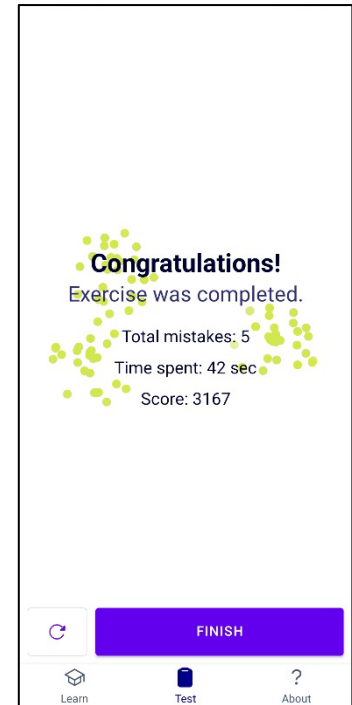 Congratulations!
Exercise was completed.
Total mistakes: 5
Time spent: 42 sec
Score: 3167
FINISH
Learn Test ? About